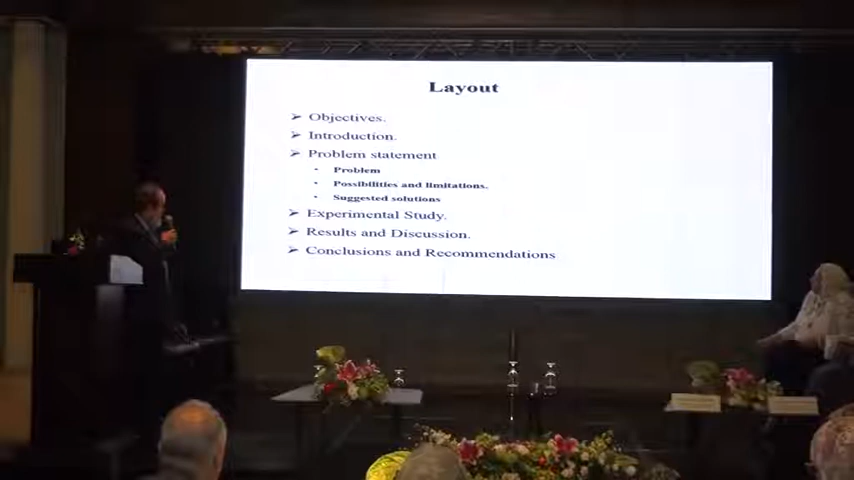 Layout
➢ Objectives.
➢ Introduction.
➢ Problem statement
• Problem
• Possibilities and limitations.
• Suggested solutions
➢ Experimental Study.
➢ Results and Discussion.
➢ Conclusions and Recommendations